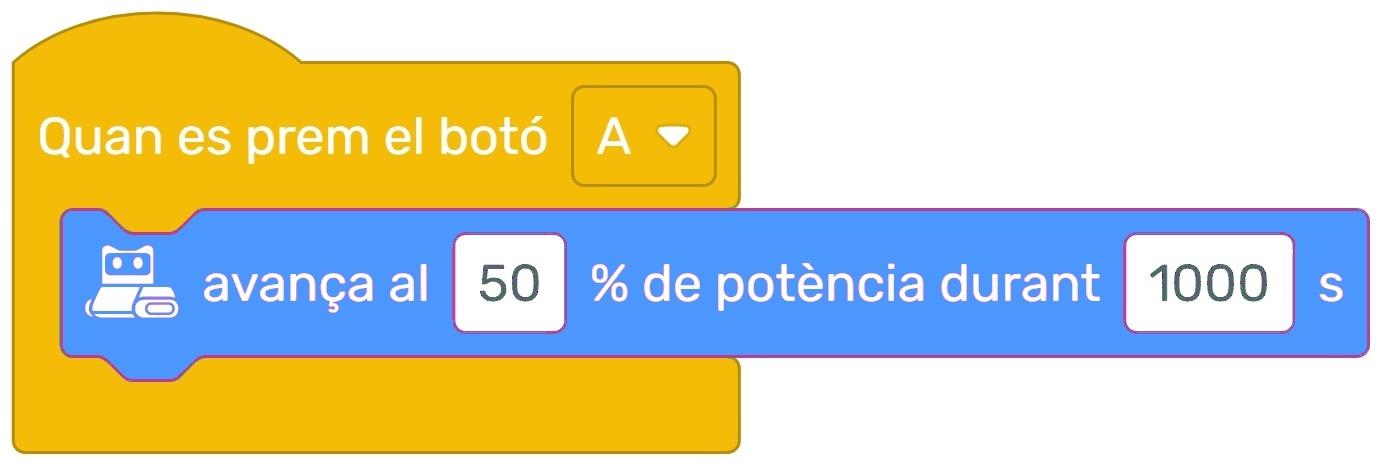 Quan es prem el botó A
avança al 50 % de potència durant 1000 s